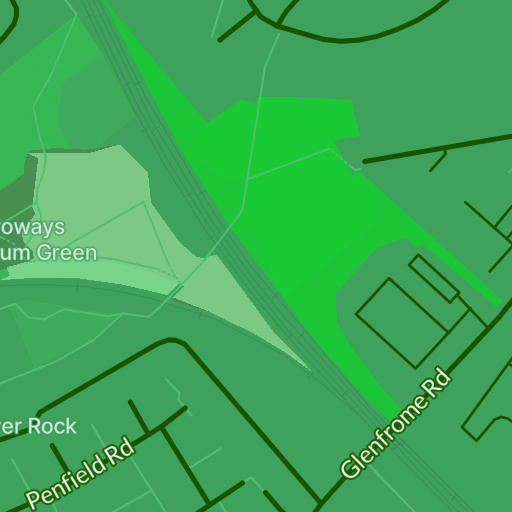 oways
um Green
er Rock
Penfield Rd
Glenfrome Rd